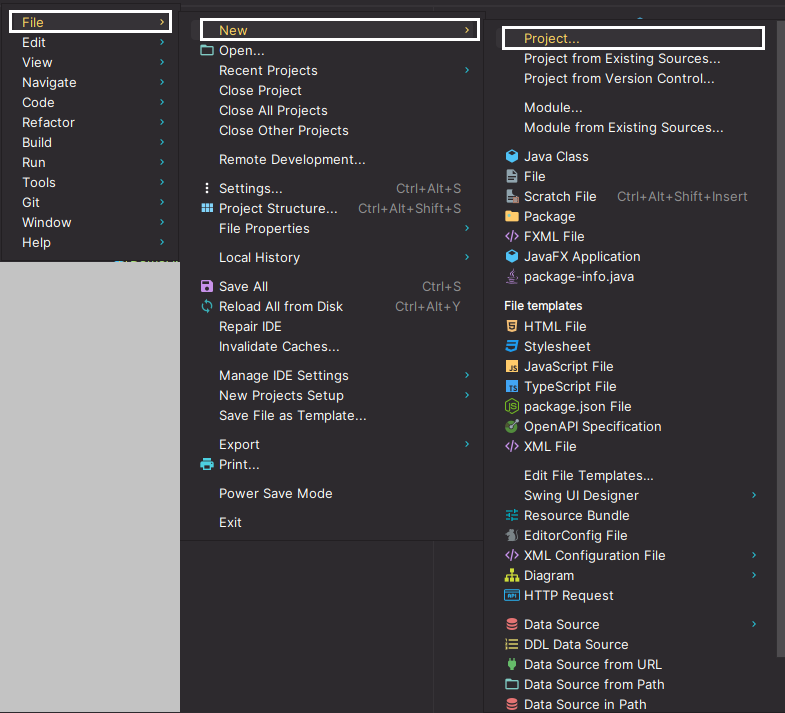 File
Edit
View
Navigate
Code
Refactor
Build
Run
Tools
Git
Window
Help
New
Open...
Recent Projects
Close Project
Close All Projects
Close Other Projects
Remote Development...
Settings... Ctrl+Alt+S
Project Structure... Ctrl+Alt+Shift+S
File Properties
Local History
Save All Ctrl+S
Reload All from Disk Ctrl+Alt+Y
Repair IDE
Invalidate Caches...
Manage IDE Settings
New Projects Setup
Save File as Template...
Export
Print...
Power Save Mode
Exit
Project...
Project from Existing Sources...
Project from Version Control...
Module...
Module from Existing Sources...
Java Class
File
Scratch File Ctrl+Alt+Shift+Insert
Package
FXML File
JavaFX Application
package-info.java
File templates
HTML File
Stylesheet
JavaScript File
TypeScript File
package.json File
OpenAPI Specification
XML File
Edit File Templates...
Swing UI Designer
Resource Bundle
EditorConfig File
XML Configuration File
Diagram
HTTP Request
Data Source
DDL Data Source
Data Source from URL
Data Source from Path
Data Source in Path